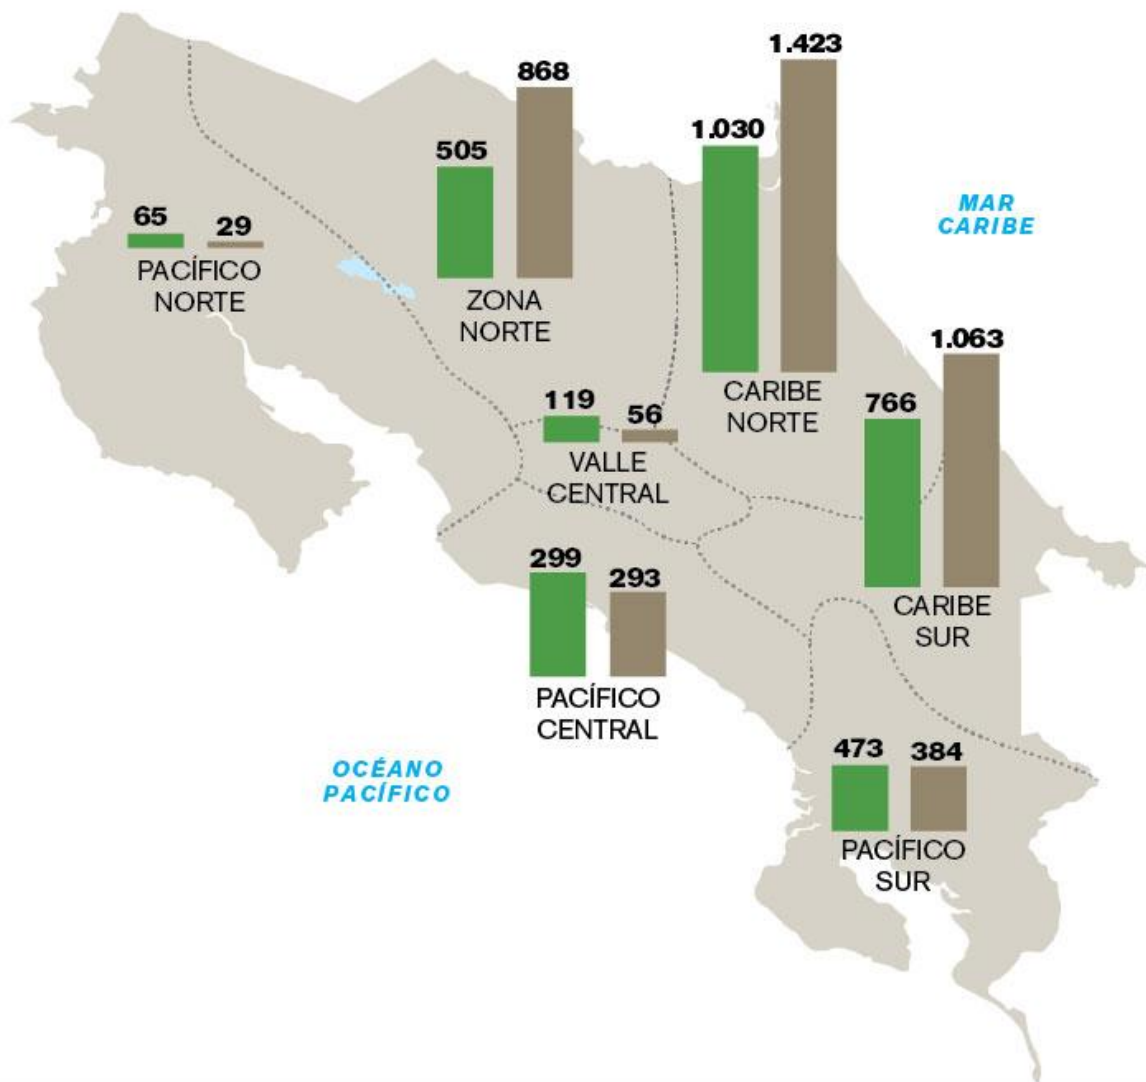 1.423
868
1.030
505
MAR
CARIBE
65
29
PACÍFICO
NORTE
ZONA
NORTE
1.063
CARIBE
NORTE
119
56
766
VALLE
CENTRAL
299
293
CARIBE
SUR
PACÍFICO
CENTRAL
473
384
OCÉANO
PACÍFICO
PACÍFICO
SUR